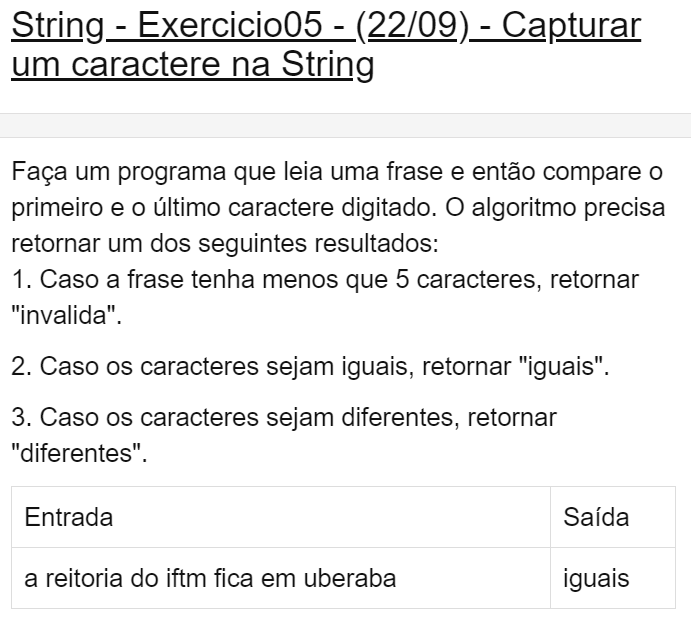 String - Exercicio05 - (22/09) - Capturar
um caractere na String
Faça um programa que leia uma frase e então compare o
primeiro e o último caractere digitado. O algoritmo precisa
retornar um dos seguintes resultados:
1. Caso a frase tenha menos que 5 caracteres, retornar
"invalida".
2. Caso os caracteres sejam iguais, retornar "iguais".
3. Caso os caracteres sejam diferentes, retornar
"diferentes".
Entrada Saída
a reitoria do iftm fica em uberaba iguais